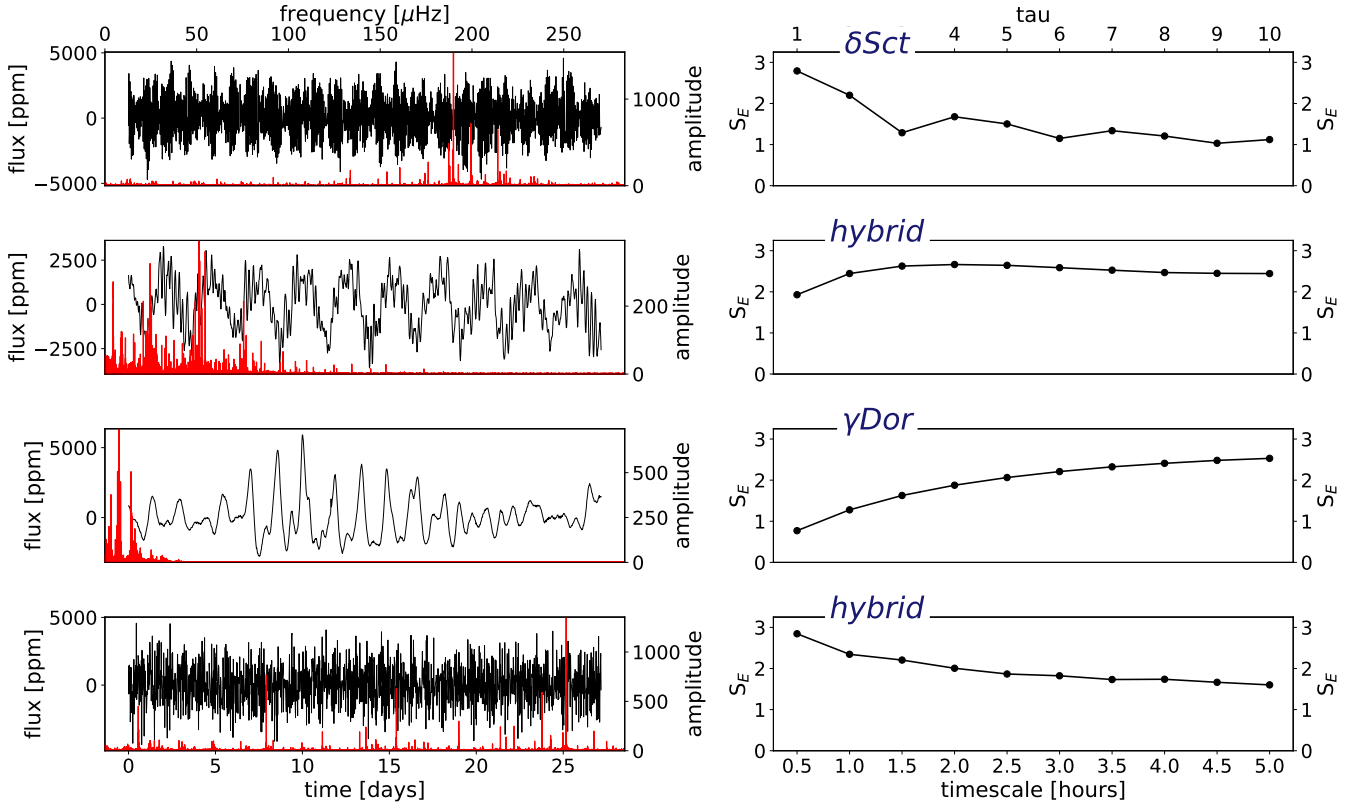 frequency [μHz]
0 50 100 150 200 250
tau
1 4 5 6 7 8 9 10
δSct
flux [ppm]
5000
0
−5000
amplitude
1000
0
S_E
3
2
1
0
3
2
1
0
S_E
hybrid
flux [ppm]
2500
0
−2500
amplitude
200
0
S_E
3
2
1
0
3
2
1
0
S_E
γDor
flux [ppm]
5000
0
amplitude
500
250
0
S_E
3
2
1
0
3
2
1
0
S_E
hybrid
flux [ppm]
5000
0
amplitude
1000
500
0
S_E
3
2
1
0
3
2
1
0
S_E
0 5 10 15 20 25
time [days]
0.5 1.0 1.5 2.0 2.5 3.0 3.5 4.0 4.5 5.0
timescale [hours]